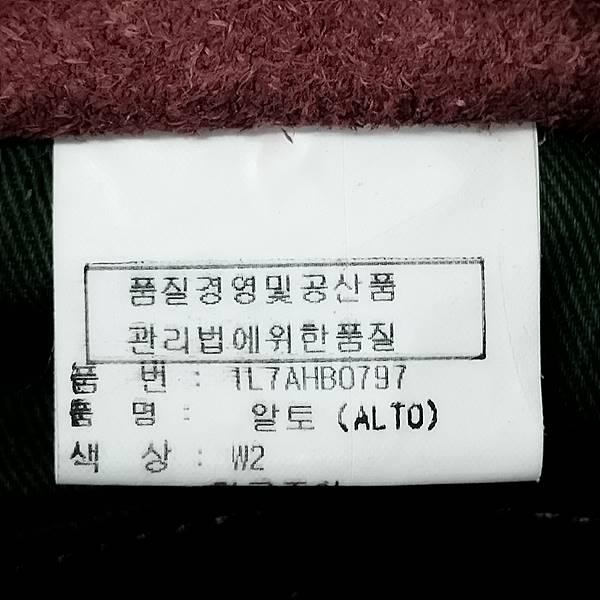 품질경영및공산품
관리법에위한품질
품 번 : 1L7AHB0797
품 명 : 알토 (ALTO)
색 상 : W2